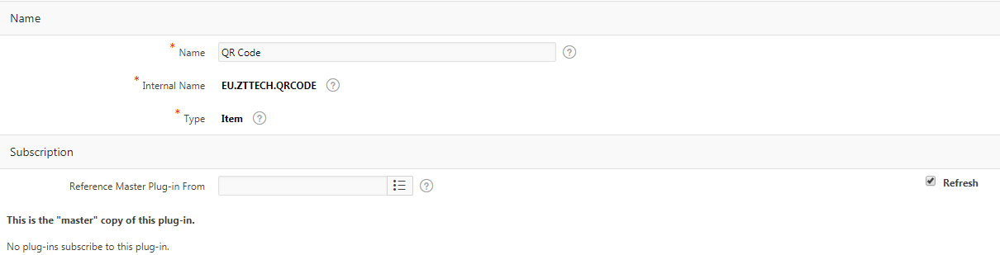 Name
* Name QR Code ?
* Internal Name EU.ZTTECH.QRCODE ?
* Type Item ?
Subscription
Reference Master Plug-in From ? Refresh
This is the "master" copy of this plug-in.
No plug-ins subscribe to this plug-in.